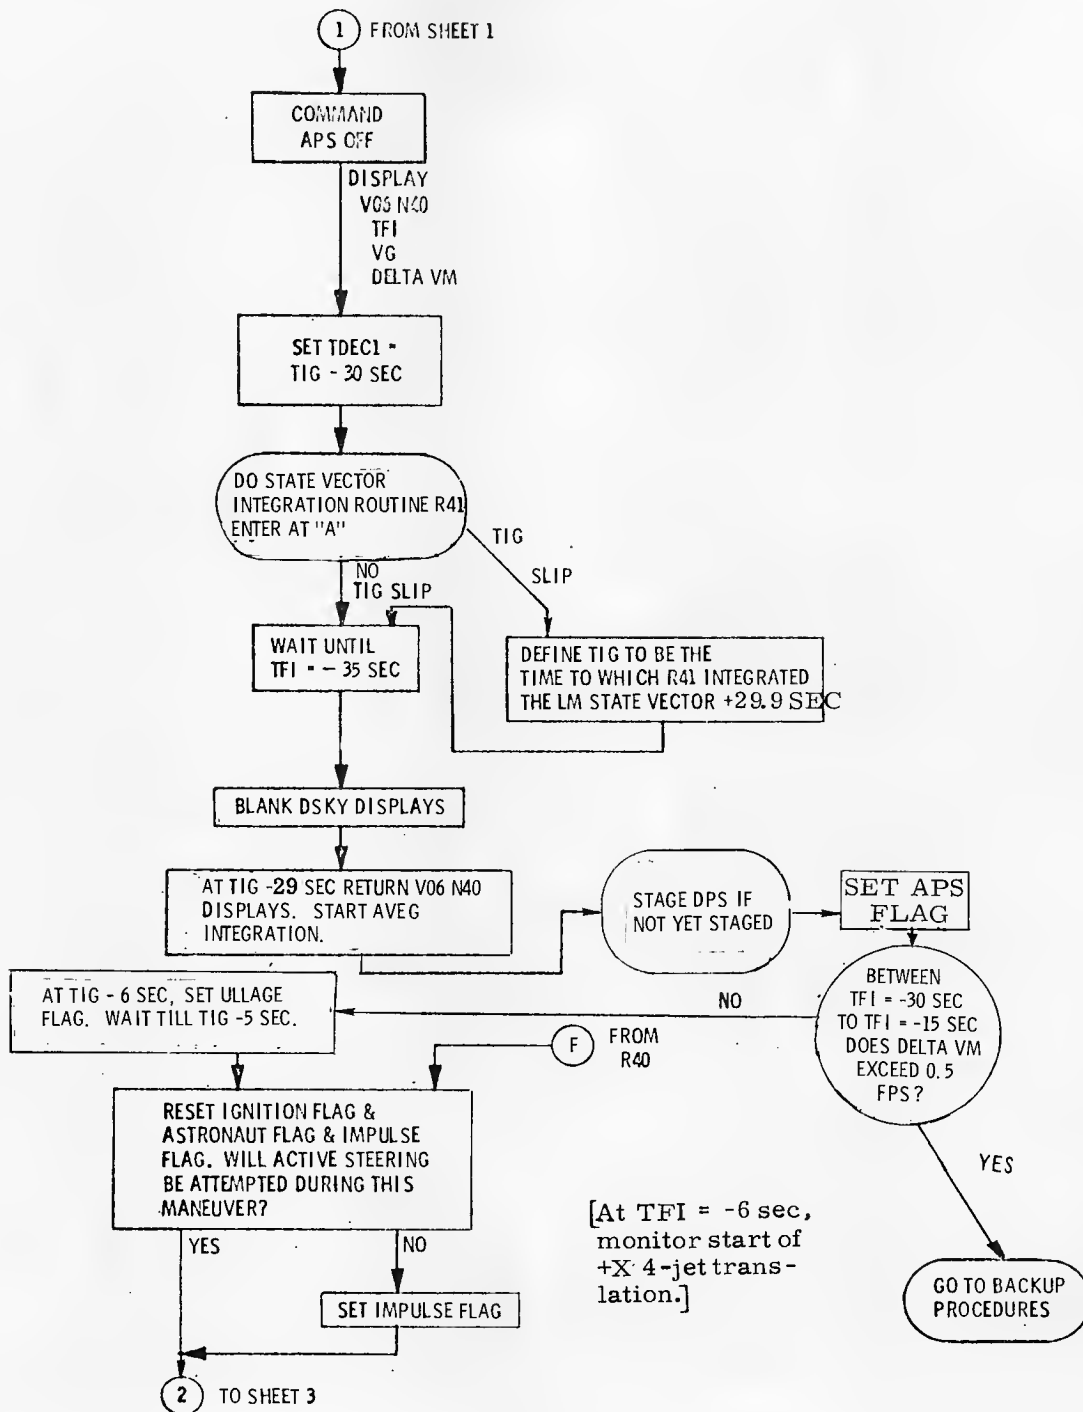 1 FROM SHEET 1
COMMAND
APS OFF
DISPLAY
V06 N40
TFI
VG
DELTA VM
SET TDEC1 =
TIG - 30 SEC
DO STATE VECTOR
INTEGRATION ROUTINE R41
ENTER AT "A"
TIG
SLIP
NO
TIG SLIP
WAIT UNTIL
TFI = - 35 SEC
DEFINE TIG TO BE THE
TIME TO WHICH R41 INTEGRATED
THE LM STATE VECTOR +29.9 SEC
BLANK DSKY DISPLAYS
AT TIG -29 SEC RETURN V06 N40
DISPLAYS. START AVEG
INTEGRATION.
STAGE DPS IF
NOT YET STAGED
SET APS
FLAG
BETWEEN
TFI = -30 SEC
TO TFI = -15 SEC
DOES DELTA VM
EXCEED 0.5
FPS?
NO
AT TIG - 6 SEC, SET ULLAGE
FLAG. WAIT TILL TIG -5 SEC.
F FROM
R40
RESET IGNITION FLAG &
ASTRONAUT FLAG & IMPULSE
FLAG. WILL ACTIVE STEERING
BE ATTEMPTED DURING THIS
MANEUVER?
YES
[At TFI = -6 sec,
monitor start of
+X 4-jet trans-
lation.]
YES
NO
GO TO BACKUP
PROCEDURES
SET IMPULSE FLAG
2 TO SHEET 3